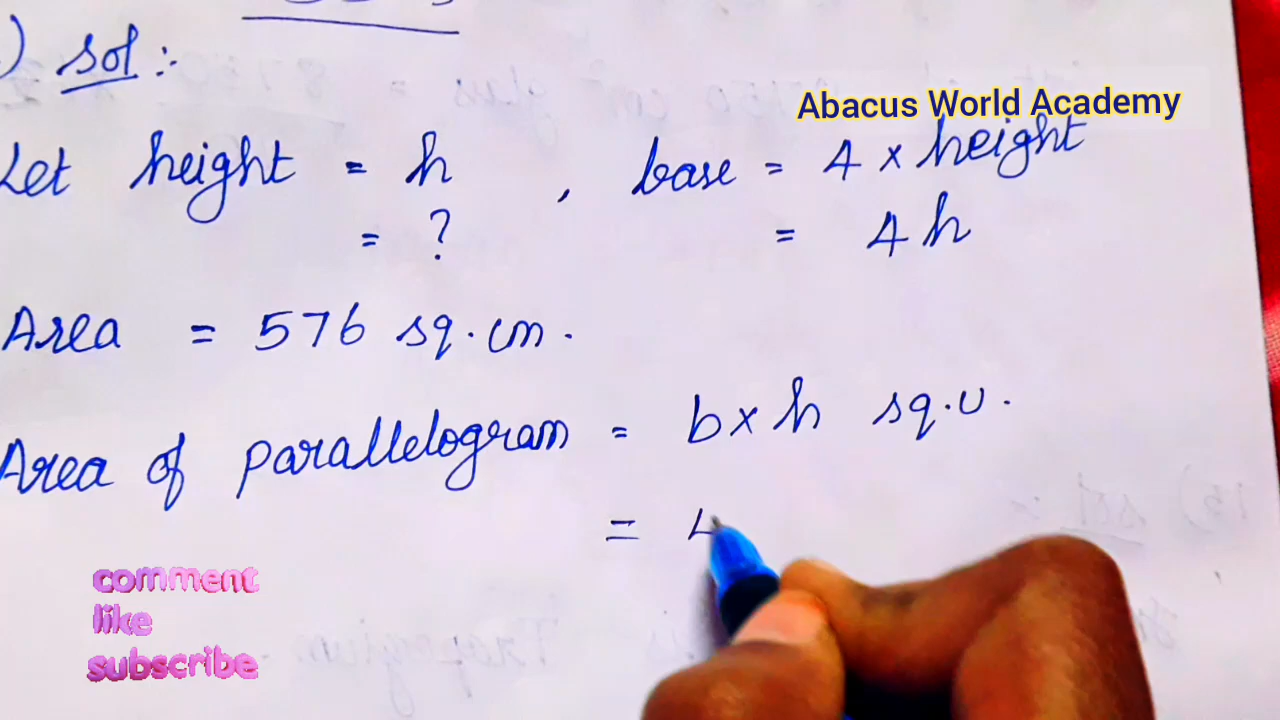 ) Sol :-
Abacus World Academy
Let height = h , base = 4 × height
= ? = 4h
Area = 576 sq.cm.
Area of parallelogram = b×h sq.u.
= 4
comment
like
subscribe